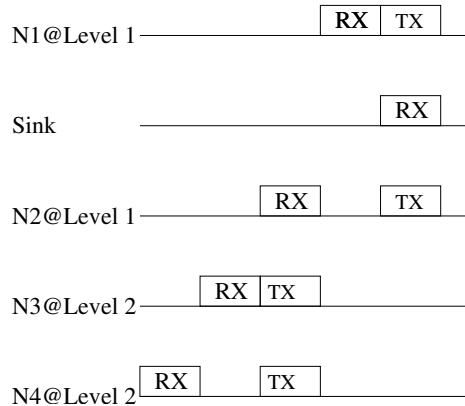 N1@Level 1 RX TX
Sink RX
N2@Level 1 RX TX
N3@Level 2 RX TX
N4@Level 2 RX TX